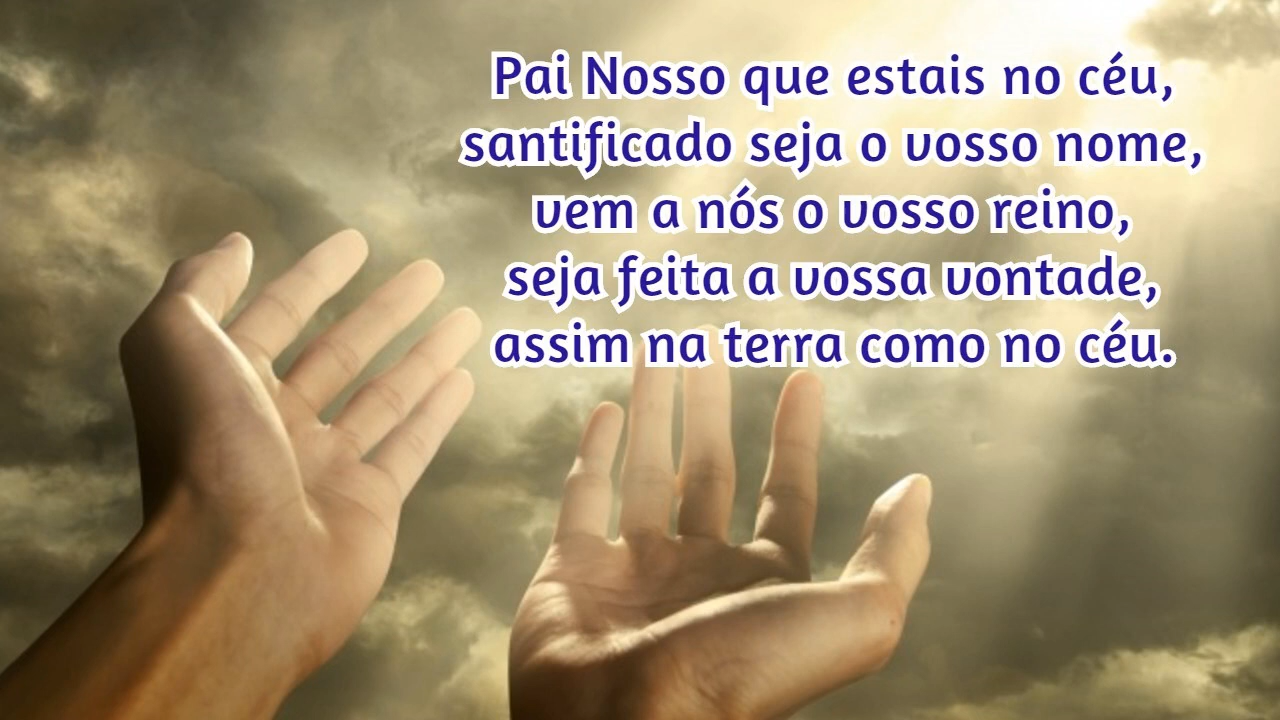 Pai Nosso que estais no céu,
santificado seja o vosso nome,
vem a nós o vosso reino,
seja feita a vossa vontade,
assim na terra como no céu.